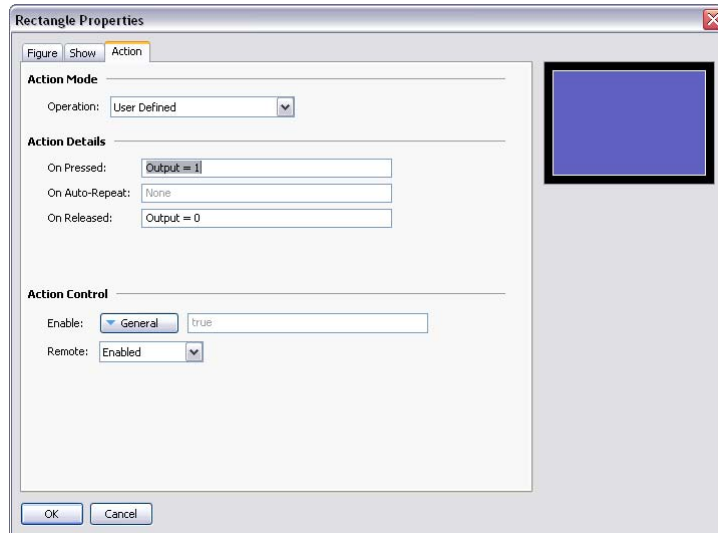 Rectangle Properties
Figure Show Action
Action Mode
Operation: User Defined
Action Details
On Pressed: Output = 1
On Auto-Repeat: None
On Released: Output = 0
Action Control
Enable: General true
Remote: Enabled
OK Cancel